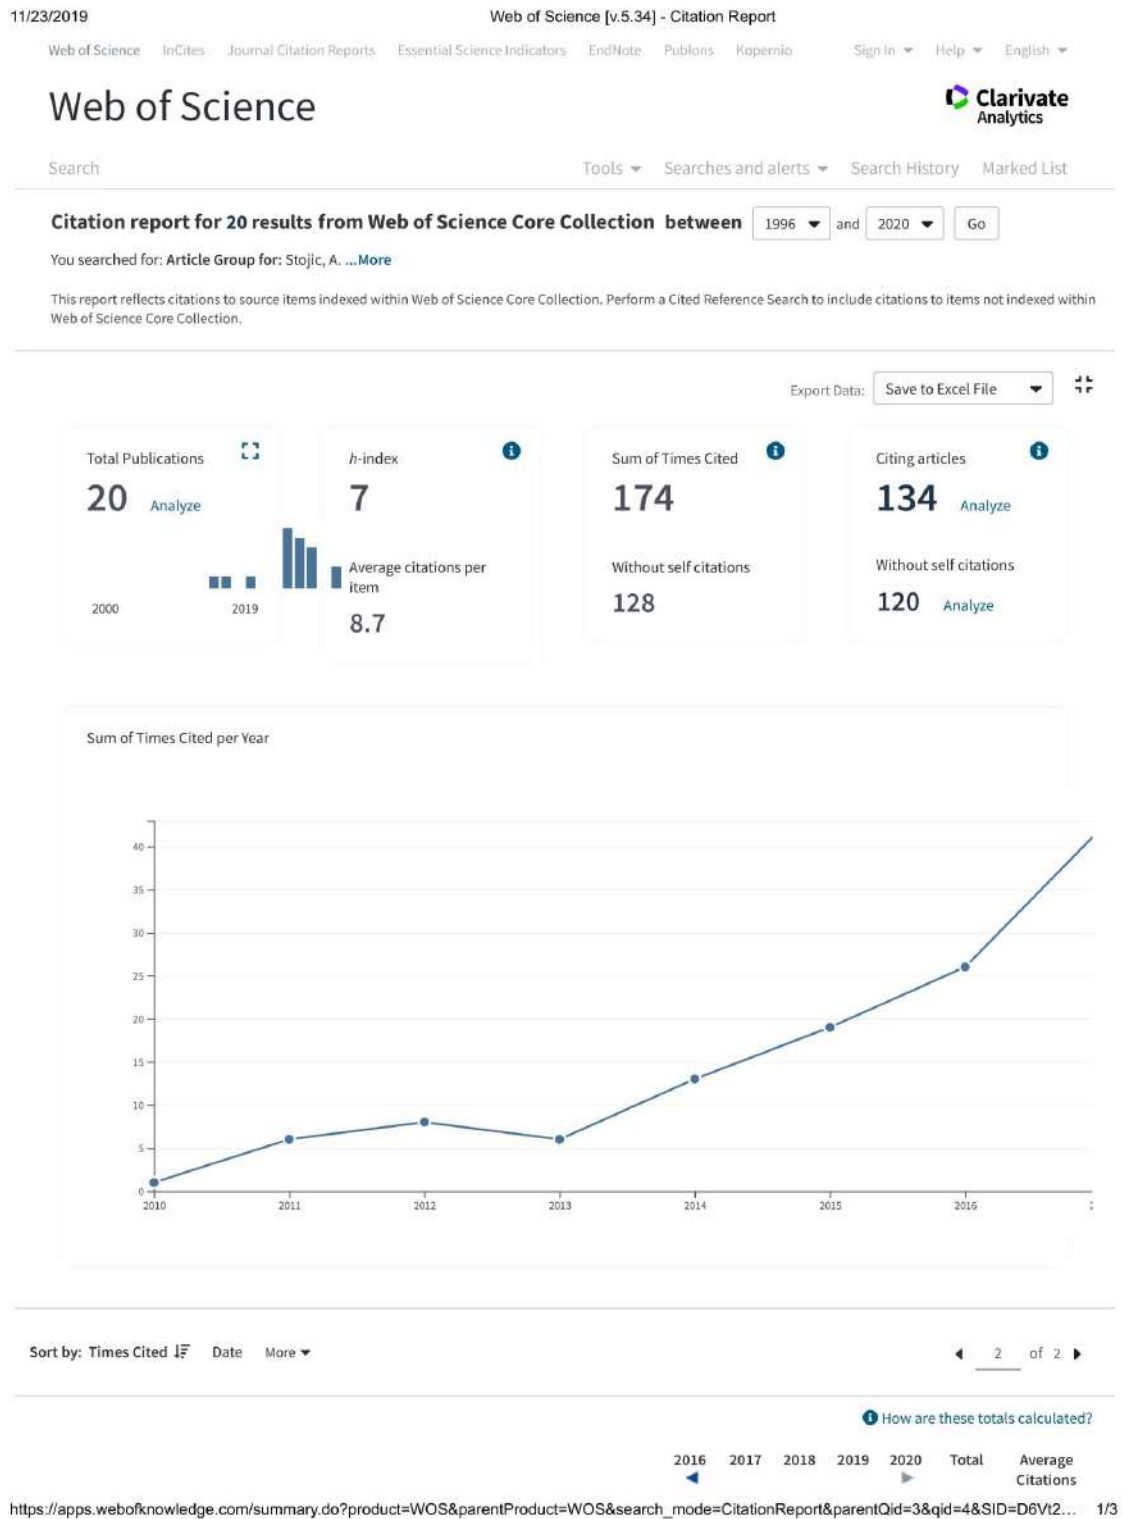 11/23/2019 Web of Science [v.5.34] - Citation Report
Web of Science InCites Journal Citation Reports Essential Science Indicators EndNote Publons Kopernio Sign In Help English
Web of Science
Clarivate
Analytics
Search Tools Searches and alerts Search History Marked List
Citation report for 20 results from Web of Science Core Collection between 1996 and 2020 Go
You searched for: Article Group for: Stojic, A. ...More
This report reflects citations to source items indexed within Web of Science Core Collection. Perform a Cited Reference Search to include citations to items not indexed within
Web of Science Core Collection.
Export Data: Save to Excel File
Total Publications
20 Analyze
2000 2019
h-index
7
Average citations per
item
8.7
Sum of Times Cited
174
Without self citations
128
Citing articles
134 Analyze
Without self citations
120 Analyze
Sum of Times Cited per Year
40
35
30
25
20
15
10
5
0
2010 2011 2012 2013 2014 2015 2016
Sort by: Times Cited Date More
2 of 2
How are these totals calculated?
2016 2017 2018 2019 2020 Total Average
Citations
https://apps.webofknowledge.com/summary.do?product=WOS&parentProduct=WOS&search_mode=CitationReport&parentQid=3&qid=4&SID=D6Vt2... 1/3